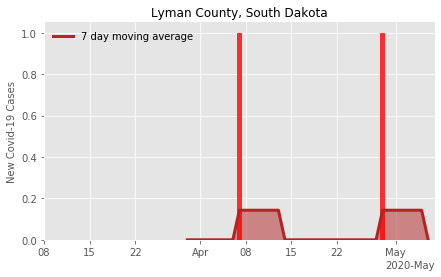 Lyman County, South Dakota
7 day moving average
New Covid-19 Cases
1.0
0.8
0.6
0.4
0.2
0.0
08 15 22 Apr 08 15 22 May
2020-May